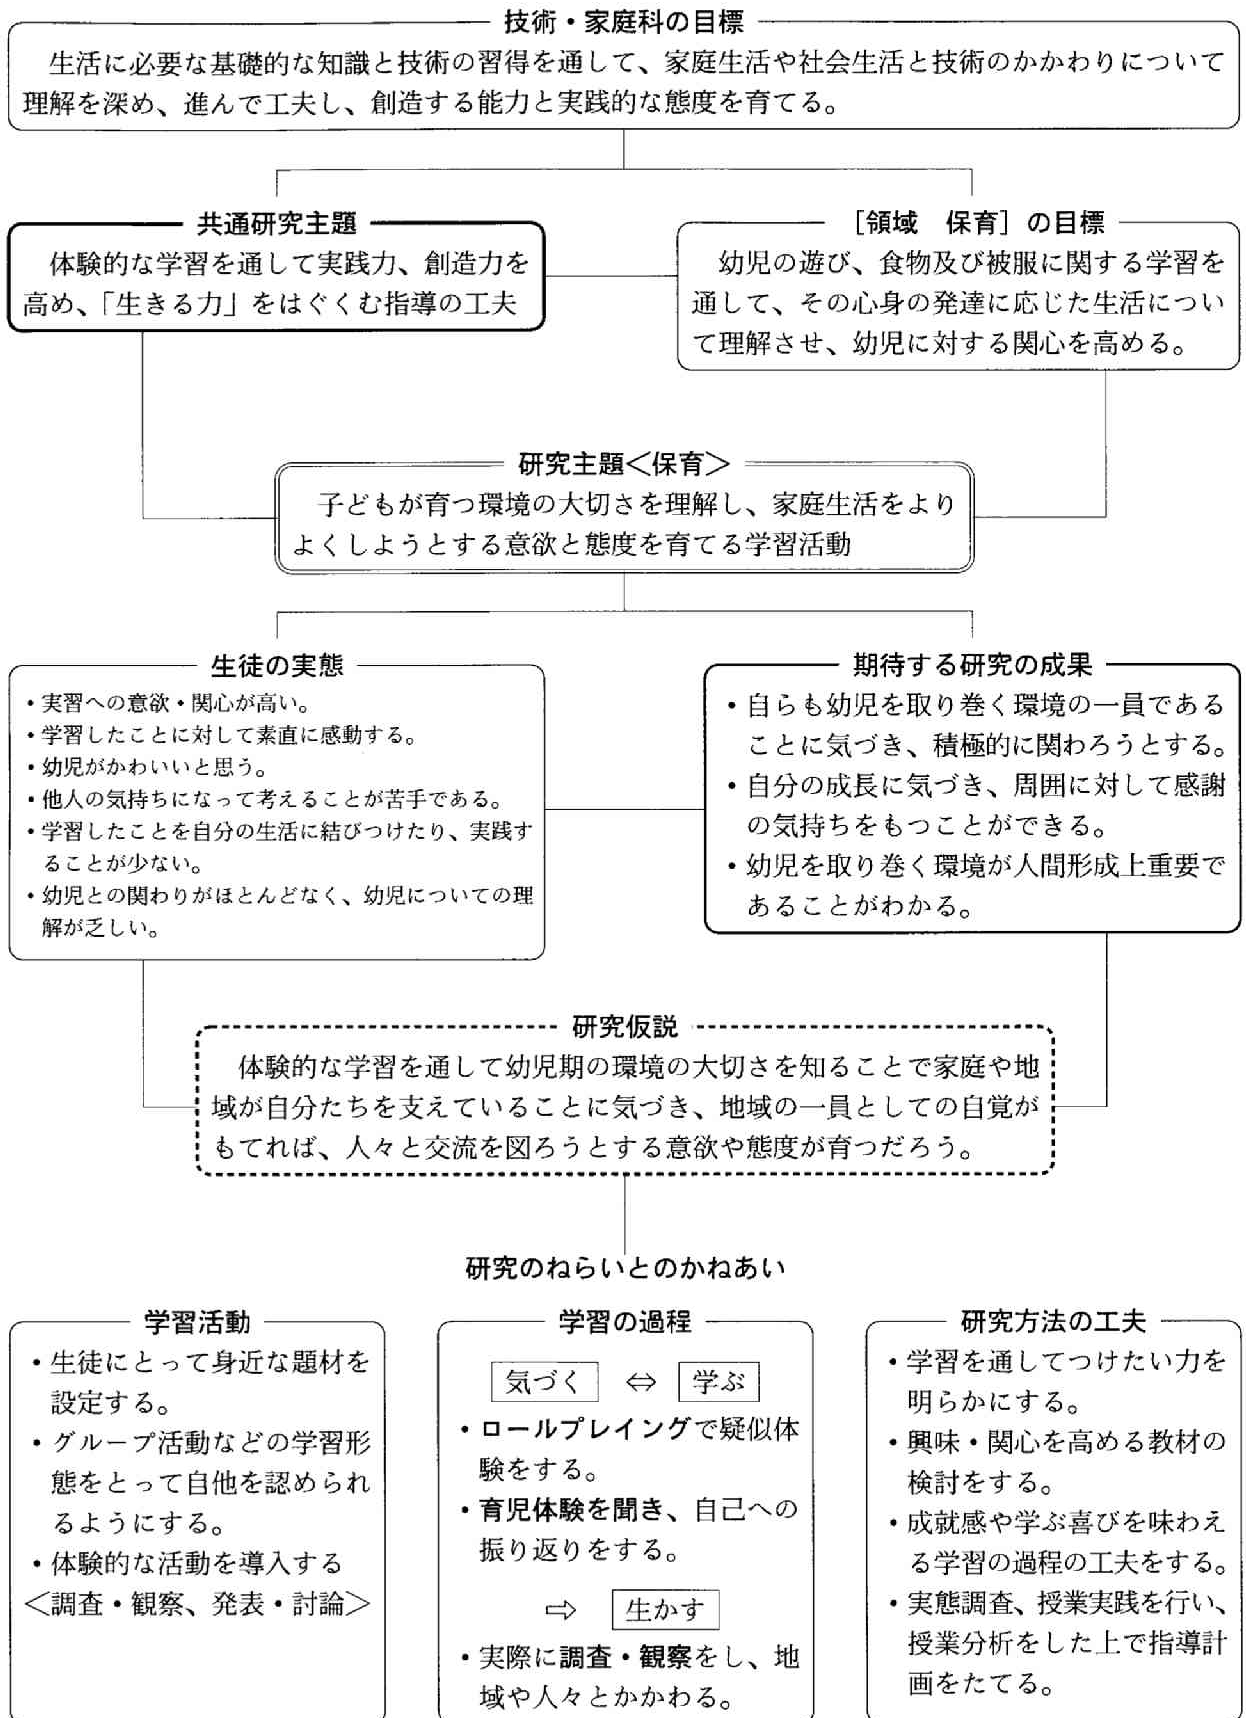 技術・家庭科の目標
生活に必要な基礎的な知識と技術の習得を通して、家庭生活や社会生活と技術のかかわりについて
理解を深め、進んで工夫し、創造する能力と実践的な態度を育てる。
共通研究主題
体験的な学習を通して実践力、創造力を
高め、「生きる力」をはぐくむ指導の工夫
［領域　保育］の目標
幼児の遊び、食物及び被服に関する学習を
通して、その心身の発達に応じた生活につい
て理解させ、幼児に対する関心を高める。
研究主題＜保育＞
子どもが育つ環境の大切さを理解し、家庭生活をより
よくしようとする意欲と態度を育てる学習活動
生徒の実態
・実習への意欲・関心が高い。
・学習したことに対して素直に感動する。
・幼児がかわいいと思う。
・他人の気持ちになって考えることが苦手である。
・学習したことを自分の生活に結びつけたり、実践す
ることが少ない。
・幼児との関わりがほとんどなく、幼児についての理
解が乏しい。
期待する研究の成果
・自らも幼児を取り巻く環境の一員である
ことに気づき、積極的に関わろうとする。
・自分の成長に気づき、周囲に対して感謝
の気持ちをもつことができる。
・幼児を取り巻く環境が人間形成上重要で
あることがわかる。
研究仮説
体験的な学習を通して幼児期の環境の大切さを知ることで家庭や地
域が自分たちを支えていることに気づき、地域の一員としての自覚が
もてれば、人々と交流を図ろうとする意欲や態度が育つだろう。
研究のねらいとのかねあい
学習活動
・生徒にとって身近な題材を
設定する。
・グループ活動などの学習形
態をとって自他を認められ
るようにする。
・体験的な活動を導入する
＜調査・観察、発表・討論＞
学習の過程
気づく ⇔ 学ぶ
・ロールプレイングで疑似体
験をする。
・育児体験を聞き、自己への
振り返りをする。
⇨ 生かす
・実際に調査・観察をし、地
域や人々とかかわる。
研究方法の工夫
・学習を通してつけたい力を
明らかにする。
・興味・関心を高める教材の
検討をする。
・成就感や学ぶ喜びを味わえ
る学習の過程の工夫をする。
・実態調査、授業実践を行い、
授業分析をした上で指導計
画をたてる。